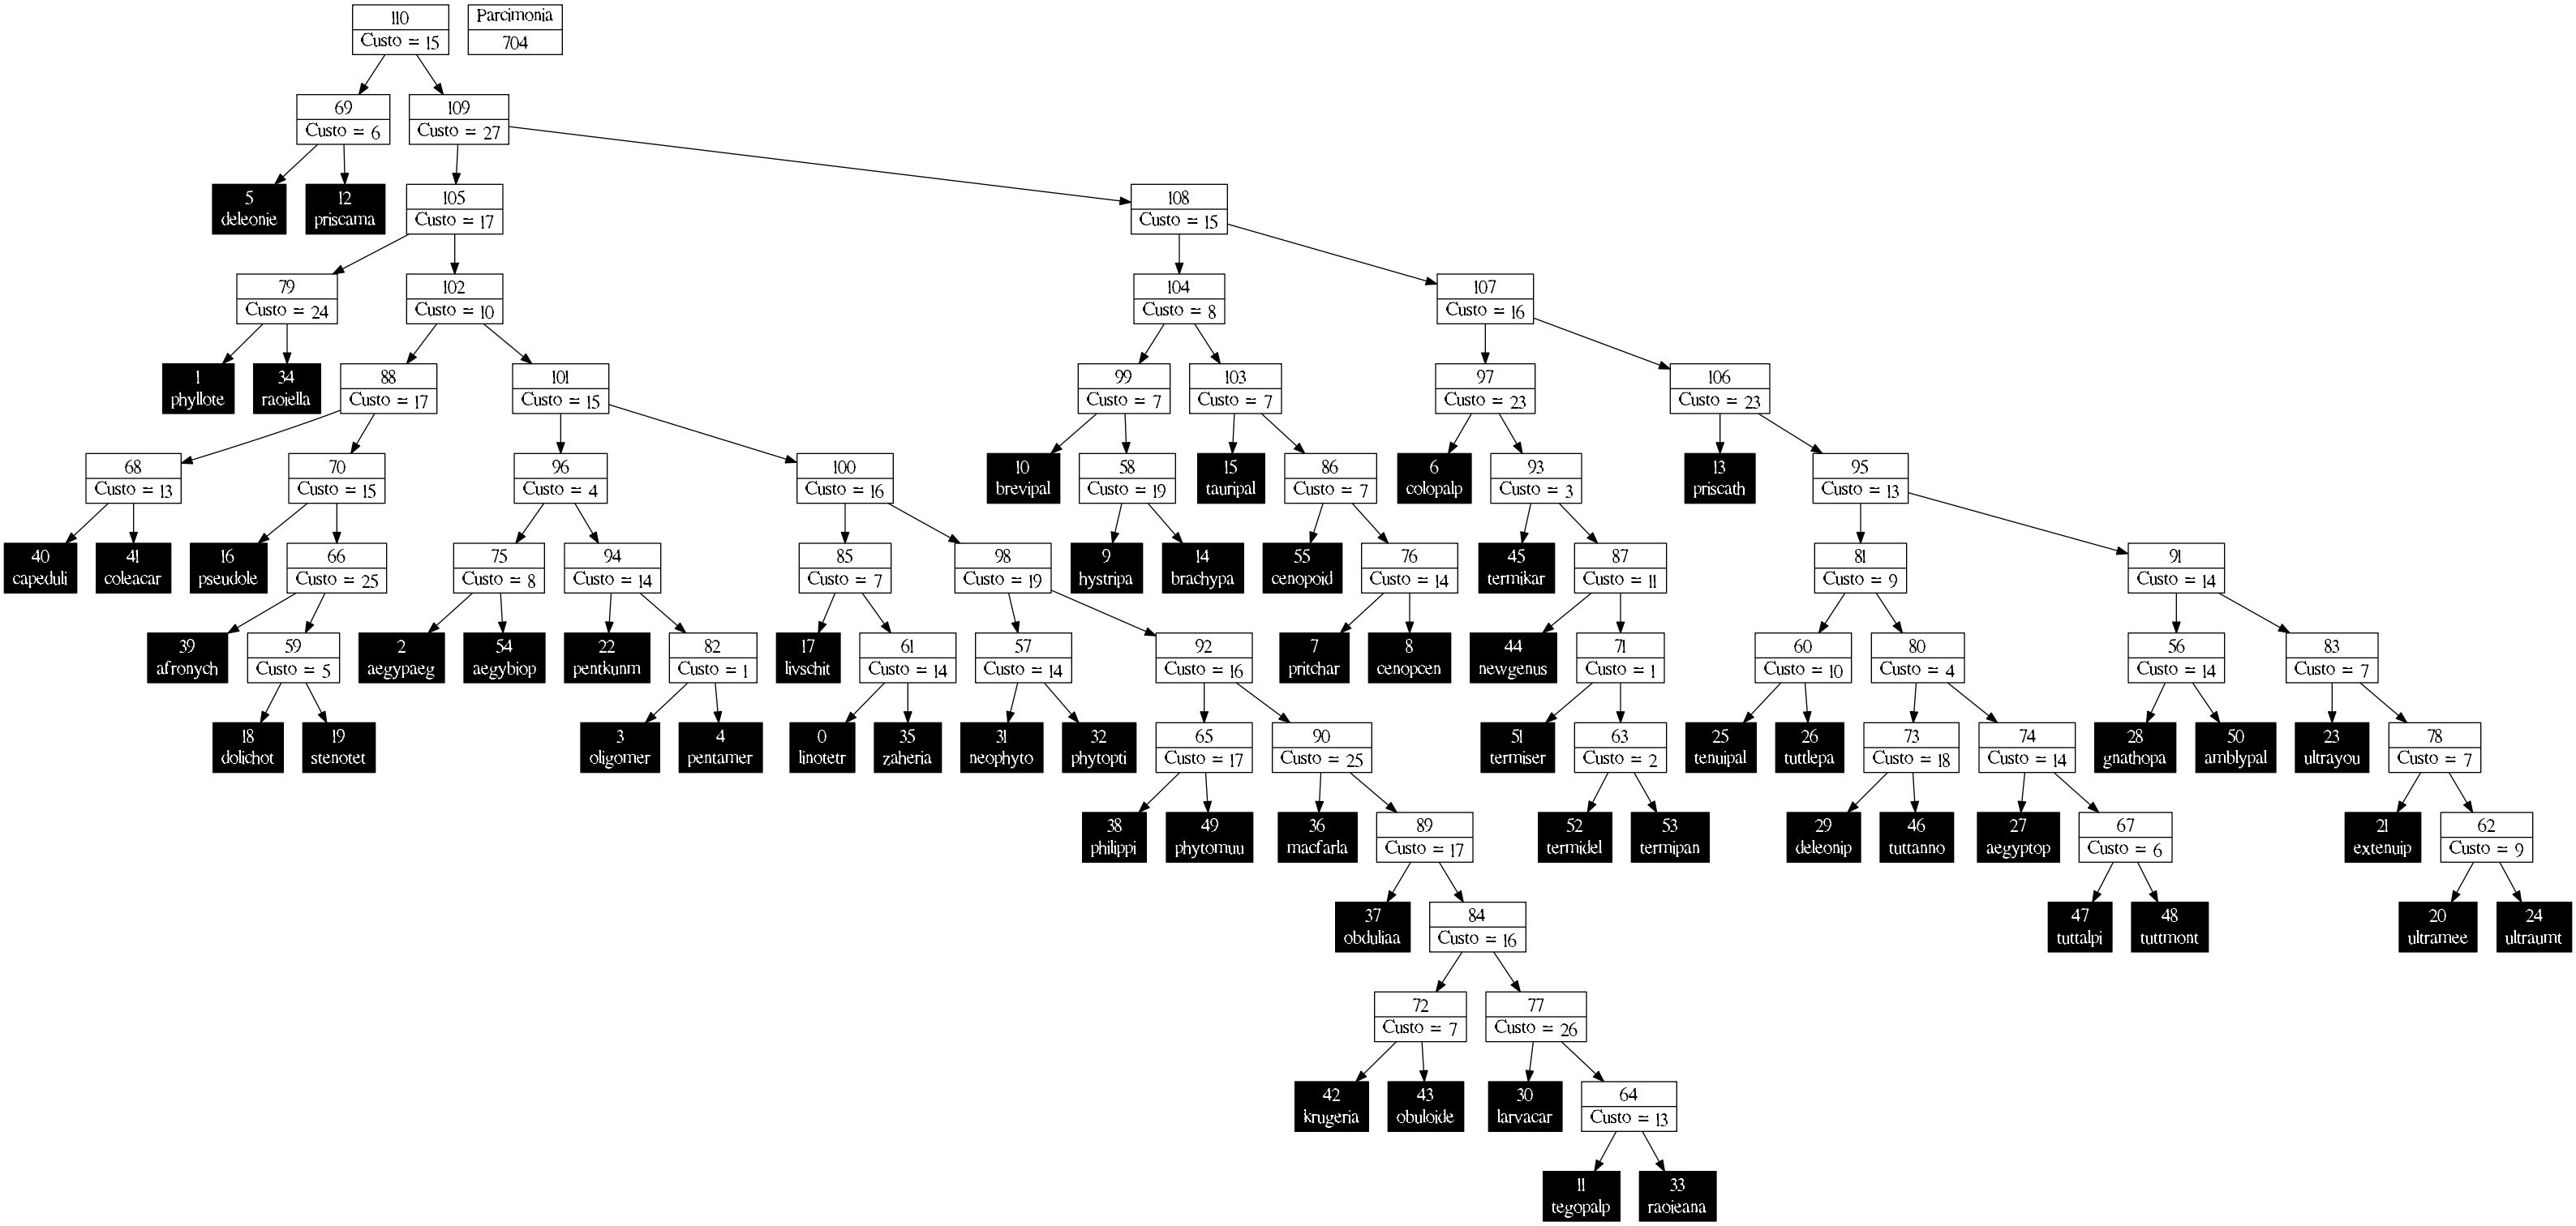 110
Custo = 15
Parcimonia
704
69
Custo = 6
109
Custo = 27
5
deleonie
12
priscama
105
Custo = 17
108
Custo = 15
79
Custo = 24
102
Custo = 10
104
Custo = 8
107
Custo = 16
1
phyllote
34
raoiella
88
Custo = 17
101
Custo = 15
99
Custo = 7
103
Custo = 7
97
Custo = 23
106
Custo = 23
68
Custo = 13
70
Custo = 15
96
Custo = 4
100
Custo = 16
10
brevipal
58
Custo = 19
15
tauripal
86
Custo = 7
6
colopalp
93
Custo = 3
13
priscath
95
Custo = 13
40
capeduli
41
coleacar
16
pseudole
66
Custo = 25
75
Custo = 8
94
Custo = 14
85
Custo = 7
98
Custo = 19
9
hystripa
14
brachypa
55
cenopoid
76
Custo = 14
45
termikar
87
Custo = 11
81
Custo = 9
91
Custo = 14
39
afronych
59
Custo = 5
2
aegypaeg
54
aegybiop
22
pentkunm
82
Custo = 1
17
livschit
61
Custo = 14
57
Custo = 14
92
Custo = 16
7
pritchar
8
cenopcen
44
newgenus
71
Custo = 1
60
Custo = 10
80
Custo = 4
56
Custo = 14
83
Custo = 7
18
dolichot
19
stenotet
3
oligomer
4
pentamer
0
linotetr
35
zaheria
31
neophyto
32
phytopti
65
Custo = 17
90
Custo = 25
51
termiser
63
Custo = 2
25
tenuipal
26
tuttlepa
73
Custo = 18
74
Custo = 14
28
gnathopa
50
amblypal
23
ultrayou
78
Custo = 7
38
philippi
49
phytomuu
36
macfarla
89
Custo = 17
52
termidel
53
termipan
29
deleonip
46
tuttanno
27
aegyptop
67
Custo = 6
21
extenuip
62
Custo = 9
37
obduliaa
84
Custo = 16
47
tuttalpi
48
tuttmont
20
ultramee
24
ultraumt
72
Custo = 7
77
Custo = 26
42
krugeria
43
obuloide
30
larvacar
64
Custo = 13
11
tegopalp
33
raoieana